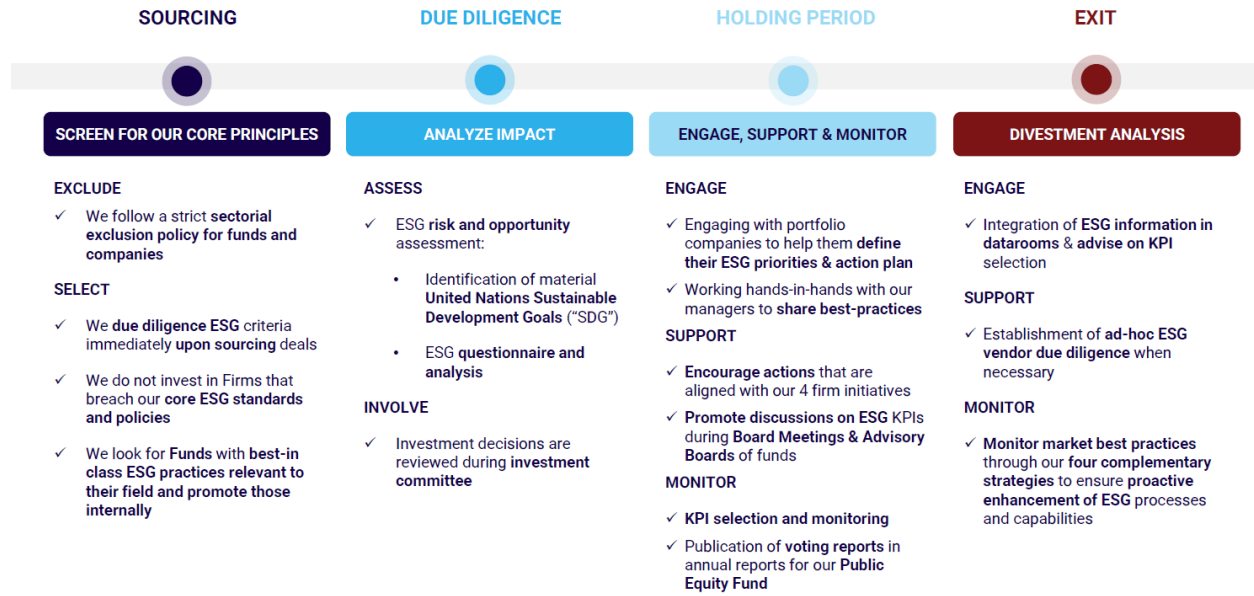 SOURCING
DUE DILIGENCE
HOLDING PERIOD
EXIT
SCREEN FOR OUR CORE PRINCIPLES
EXCLUDE
✓ We follow a strict sectorial
exclusion policy for funds and
companies
SELECT
✓ We due diligence ESG criteria
immediately upon sourcing deals
✓ We do not invest in Firms that
breach our core ESG standards
and policies
✓ We look for Funds with best-in
class ESG practices relevant to
their field and promote those
internally
ANALYZE IMPACT
ASSESS
✓ ESG risk and opportunity
assessment:
• Identification of material
United Nations Sustainable
Development Goals (“SDG”)
• ESG questionnaire and
analysis
INVOLVE
✓ Investment decisions are
reviewed during investment
committee
ENGAGE, SUPPORT & MONITOR
ENGAGE
✓ Engaging with portfolio
companies to help them define
their ESG priorities & action plan
✓ Working hands-in-hands with our
managers to share best-practices
SUPPORT
✓ Encourage actions that are
aligned with our 4 firm initiatives
✓ Promote discussions on ESG KPIs
during Board Meetings & Advisory
Boards of funds
MONITOR
✓ KPI selection and monitoring
✓ Publication of voting reports in
annual reports for our Public
Equity Fund
DIVESTMENT ANALYSIS
ENGAGE
✓ Integration of ESG information in
datarooms & advise on KPI
selection
SUPPORT
✓ Establishment of ad-hoc ESG
vendor due diligence when
necessary
MONITOR
✓ Monitor market best practices
through our four complementary
strategies to ensure proactive
enhancement of ESG processes
and capabilities